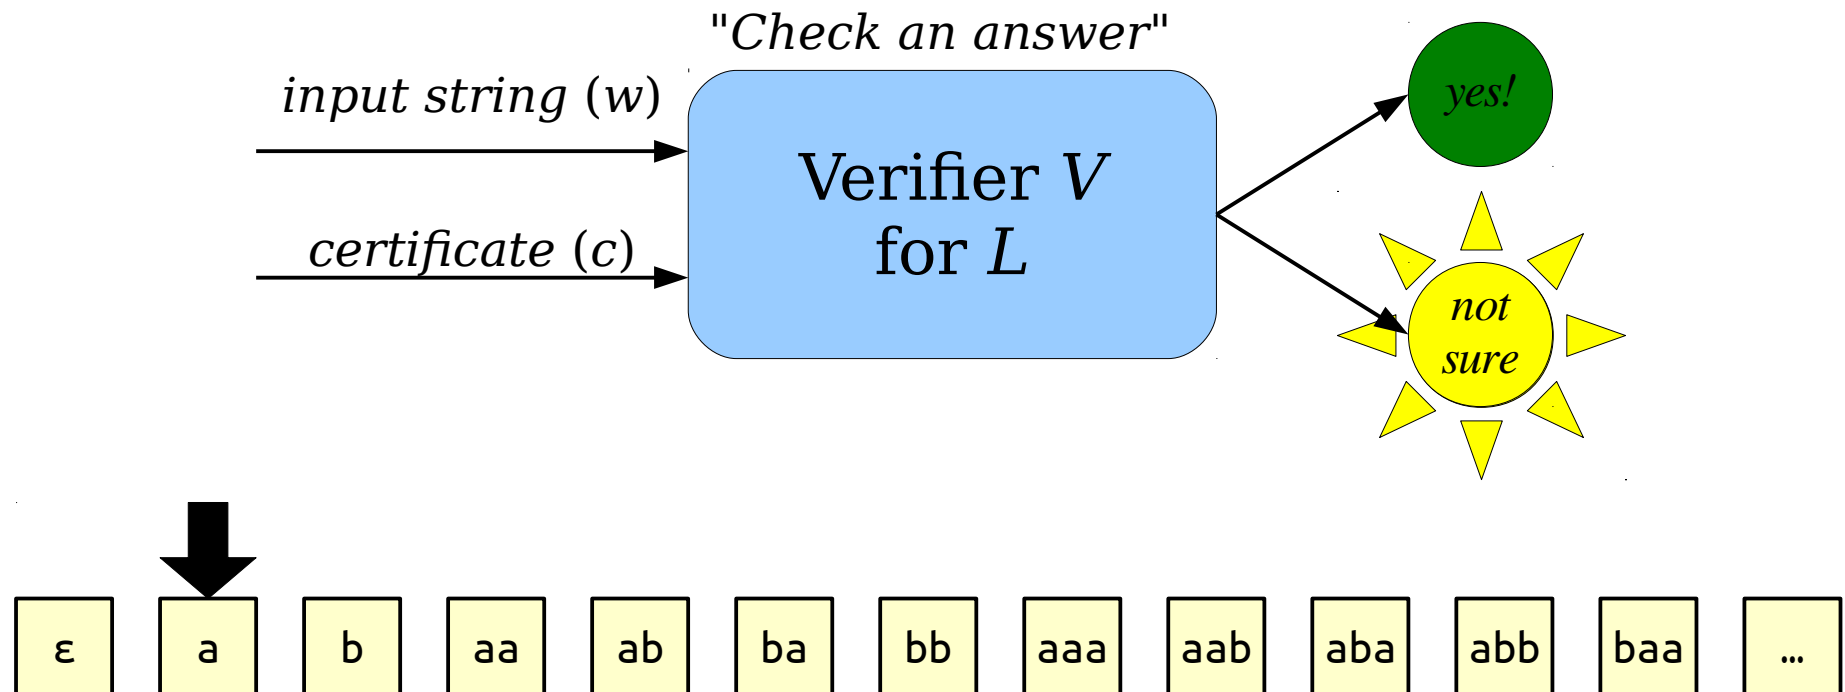 "Check an answer"
input string (w)
certificate (c)
Verifier V
for L
yes!
not
sure
ε a b aa ab ba bb aaa aab aba abb baa …